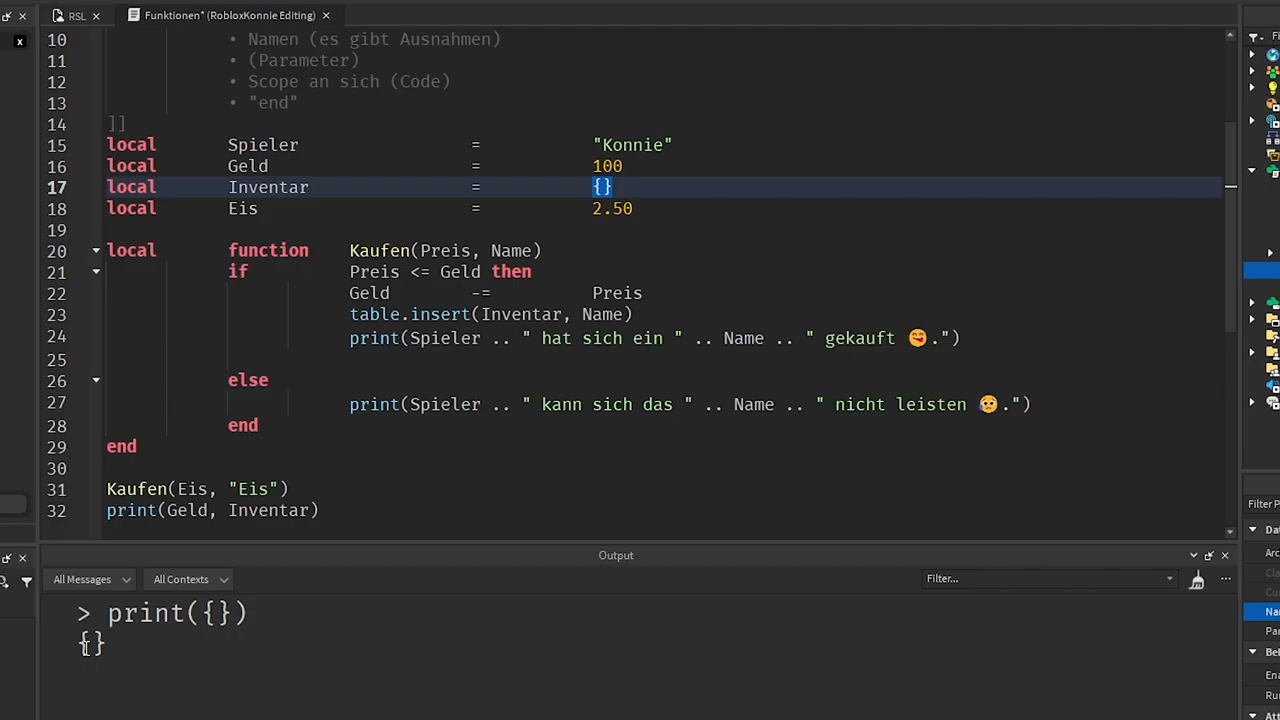 RSL ×
Funktionen* (RobloxKonnie Editing) ×
10 • Namen (es gibt Ausnahmen)
11 • (Parameter)
12 • Scope an sich (Code)
13 • "end"
14 ]]
15 local Spieler = "Konnie"
16 local Geld = 100
17 local Inventar = {}
18 local Eis = 2.50
19
20 local function Kaufen(Preis, Name)
21 if Preis <= Geld then
22 Geld -= Preis
23 table.insert(Inventar, Name)
24 print(Spieler .. " hat sich ein " .. Name .. " gekauft 😋.")
25
26 else
27 print(Spieler .. " kann sich das " .. Name .. " nicht leisten 😥.")
28 end
29 end
30
31 Kaufen(Eis, "Eis")
32 print(Geld, Inventar)
Filter P
Output
All Messages
All Contexts
Filter...
> print({})
{}